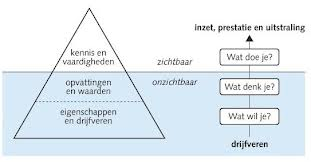 inzet, prestatie en uitstraling
kennis en
vaardigheden
zichtbaar
Wat doe je?
opvattingen
en waarden
onzichtbaar
Wat denk je?
eigenschappen
en drijfveren
Wat wil je?
drijfveren